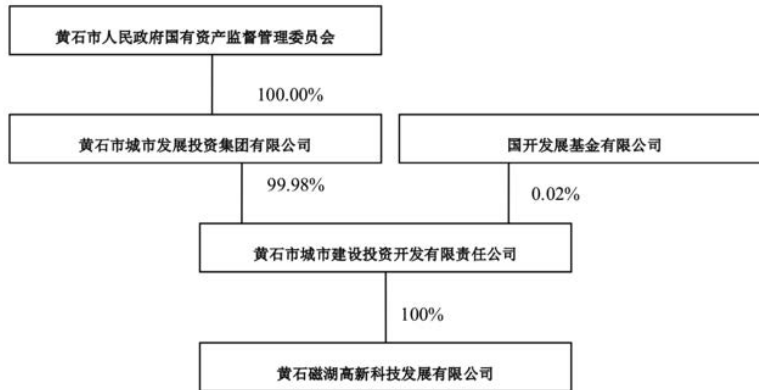 黄石市人民政府国有资产监督管理委员会
100.00%
黄石市城市发展投资集团有限公司
国开发展基金有限公司
99.98%
0.02%
黄石市城市建设投资开发有限责任公司
100%
黄石磁湖高新科技发展有限公司